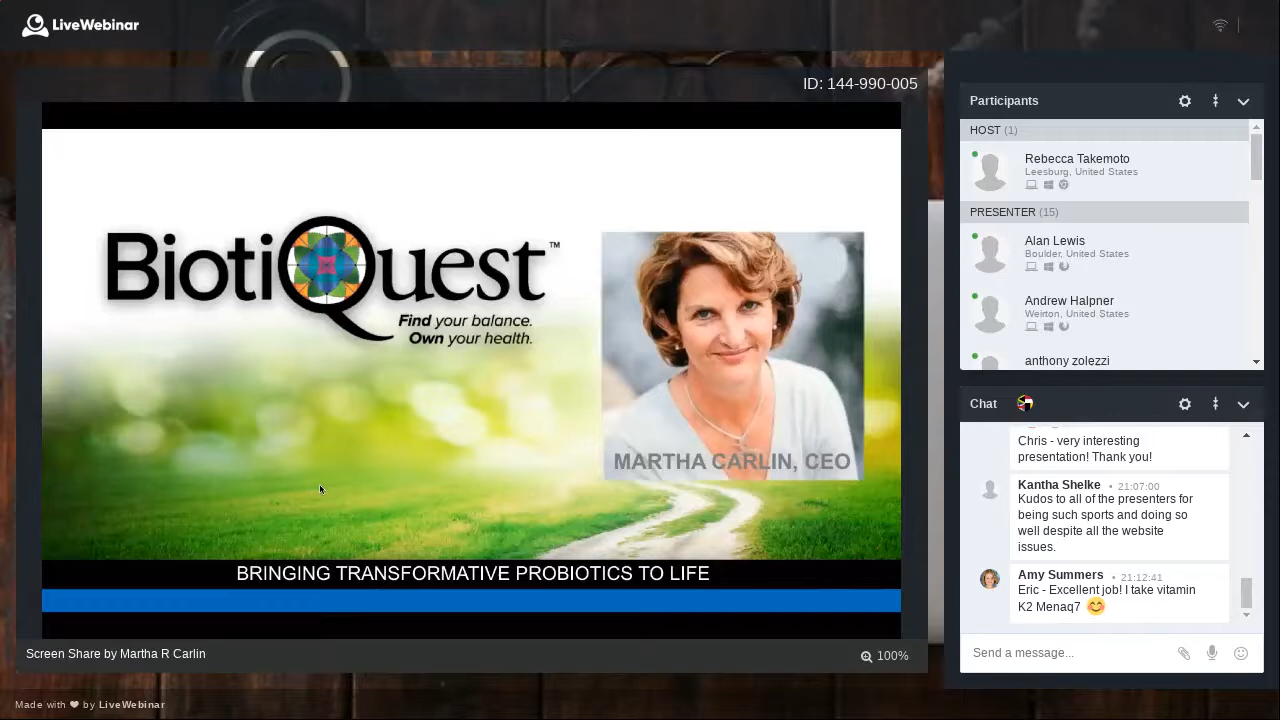 LiveWebinar
ID: 144-990-005
BiotiQuest™
Find your balance.
Own your health.
MARTHA CARLIN, CEO
BRINGING TRANSFORMATIVE PROBIOTICS TO LIFE
Screen Share by Martha R Carlin
100%
Participants
HOST (1)
Rebecca Takemoto
Leesburg, United States
PRESENTER (15)
Alan Lewis
Boulder, United States
Andrew Halpner
Weirton, United States
anthony zolezzi
Chat
Chris - very interesting
presentation! Thank you!
Kantha Shelke • 21:07:00
Kudos to all of the presenters for
being such sports and doing so
well despite all the website
issues.
Amy Summers • 21:12:41
Eric - Excellent job! I take vitamin
K2 Menaq7 😊
Send a message...
Made with ❤ by LiveWebinar